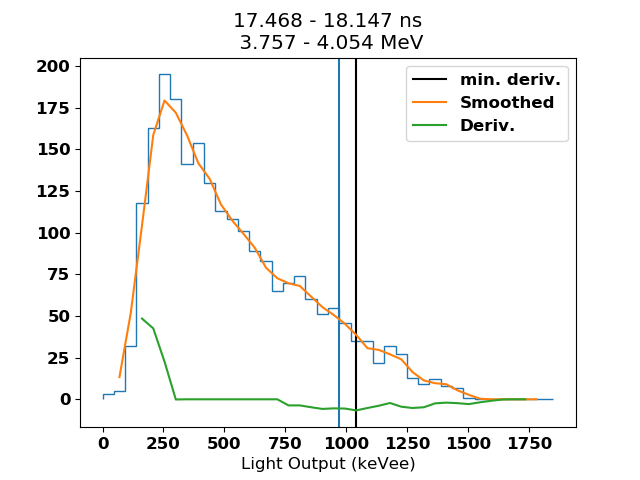 17.468 - 18.147 ns
3.757 - 4.054 MeV
200
175
150
125
100
75
50
25
0
min. deriv.
Smoothed
Deriv.
0 250 500 750 1000 1250 1500 1750
Light Output (keVee)